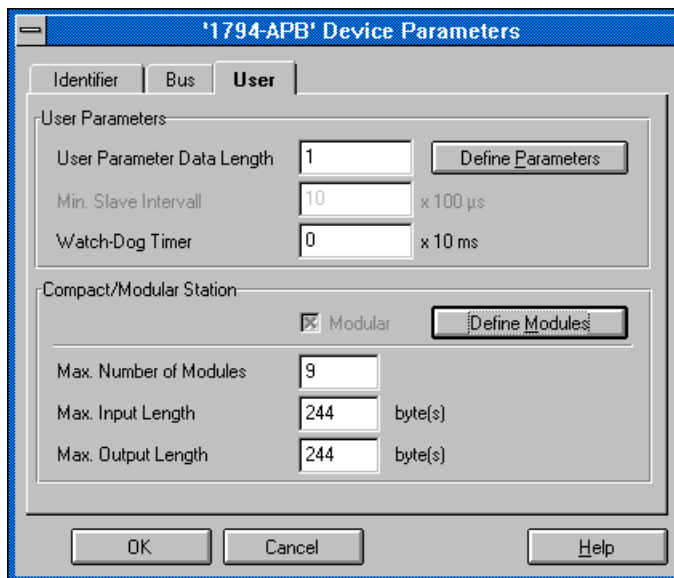 '1794-APB' Device Parameters
Identifier Bus User
User Parameters
User Parameter Data Length 1 Define Parameters
Min. Slave Intervall 10 x 100 µs
Watch-Dog Timer 0 x 10 ms
Compact/Modular Station
Modular Define Modules
Max. Number of Modules 9
Max. Input Length 244 byte(s)
Max. Output Length 244 byte(s)
OK Cancel Help